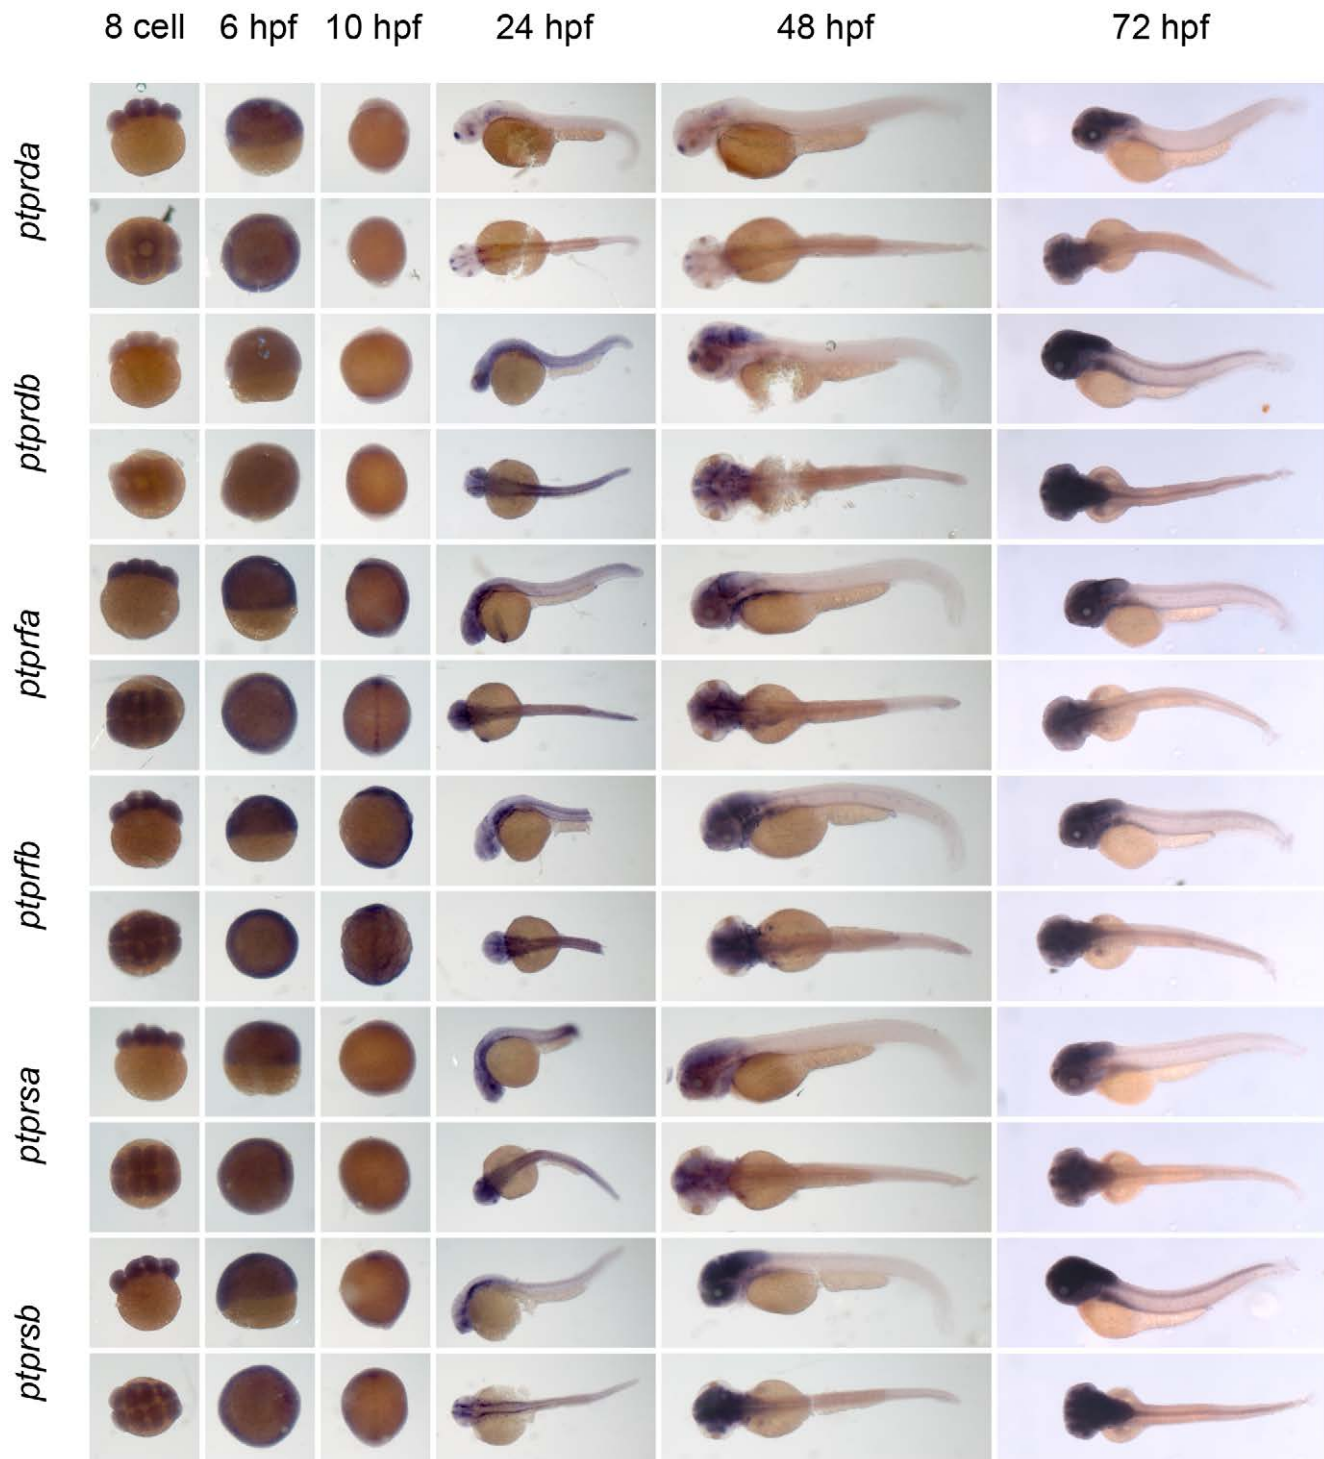 8 cell 6 hpf 10 hpf 24 hpf 48 hpf 72 hpf
ptprda
ptprdb
ptprfa
ptprfb
ptprsa
ptprsb